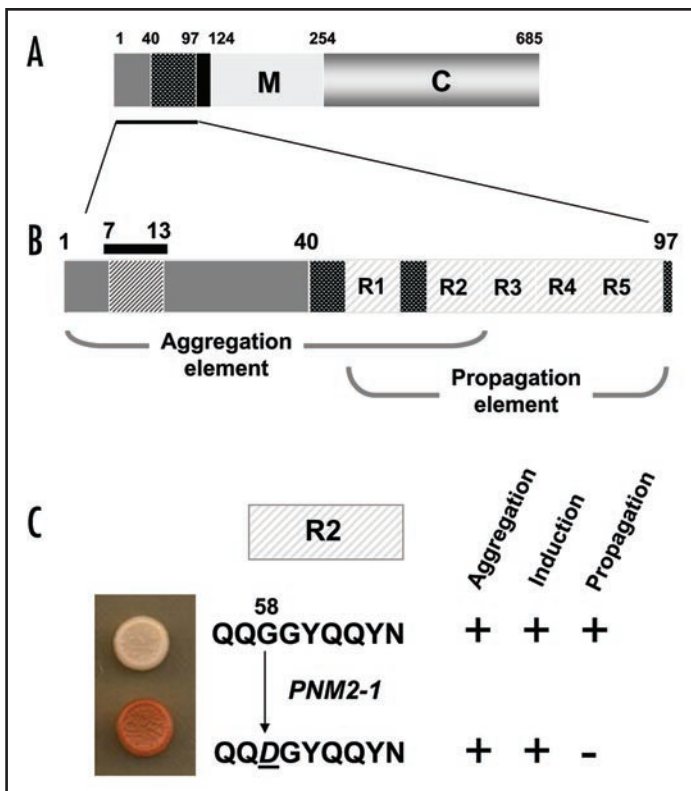 A
1 40 97 124 254 685
M C
7 13
B
1 40 97
R1 R2 R3 R4 R5
Aggregation
element
Propagation
element
C
R2
Aggregation
Induction
Propagation
58
QQGGYQQYN + + +
PNM2-1
QQDGYQQYN + + -